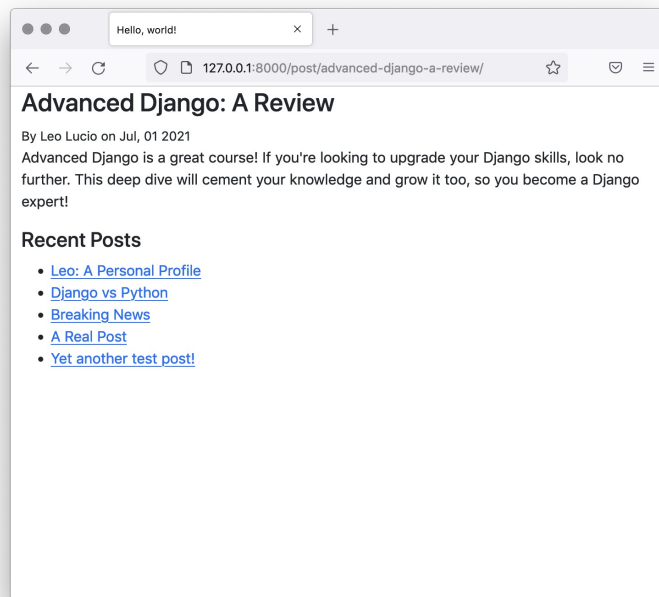 Hello, world!
127.0.0.1:8000/post/advanced-django-a-review/
Advanced Django: A Review
By Leo Lucio on Jul, 01 2021
Advanced Django is a great course! If you're looking to upgrade your Django skills, look no
further. This deep dive will cement your knowledge and grow it too, so you become a Django
expert!
Recent Posts
Leo: A Personal Profile
Django vs Python
Breaking News
A Real Post
Yet another test post!